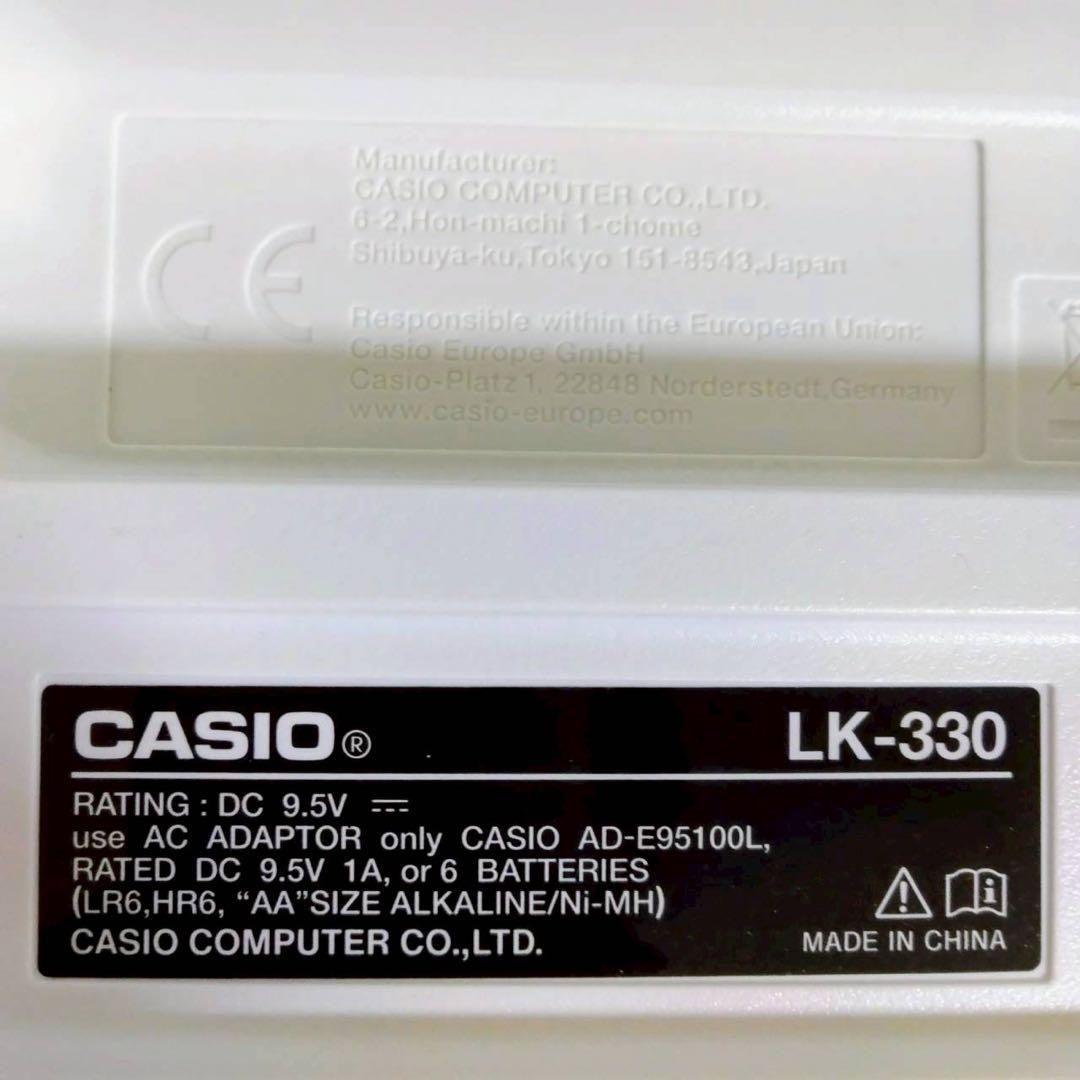 Manufacturer:
CASIO COMPUTER CO.,LTD.
6-2,Hon-machi 1-chome
Shibuya-ku,Tokyo 151-8543,Japan
CE
Responsible within the European Union:
Casio Europe GmbH
Casio-Platz 1, 22848 Norderstedt,Germany
www.casio-europe.com
CASIO® LK-330
RATING : DC 9.5V ⎓
use AC ADAPTOR only CASIO AD-E95100L,
RATED DC 9.5V 1A, or 6 BATTERIES
(LR6,HR6, “AA”SIZE ALKALINE/Ni-MH)
CASIO COMPUTER CO.,LTD. MADE IN CHINA